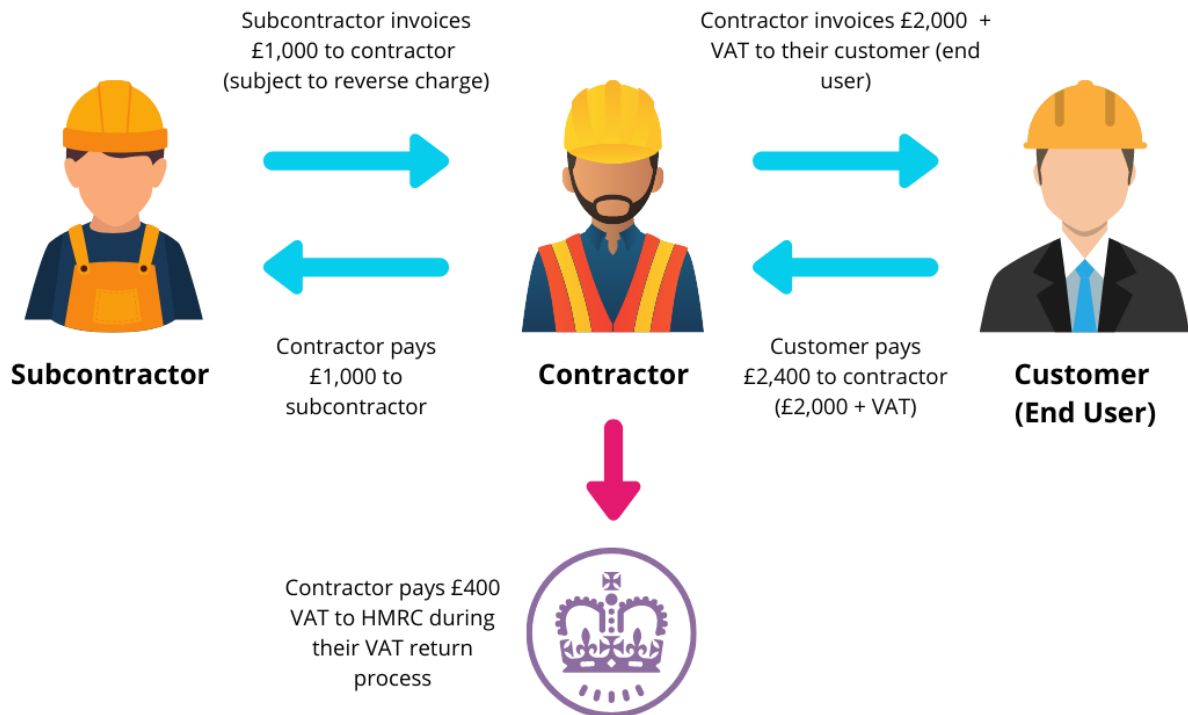 Subcontractor invoices
£1,000 to contractor
(subject to reverse charge)
Contractor invoices £2,000 +
VAT to their customer (end
user)
Subcontractor
Contractor pays
£1,000 to
subcontractor
Contractor
Customer pays
£2,400 to contractor
(£2,000 + VAT)
Customer
(End User)
Contractor pays £400
VAT to HMRC during
their VAT return
process